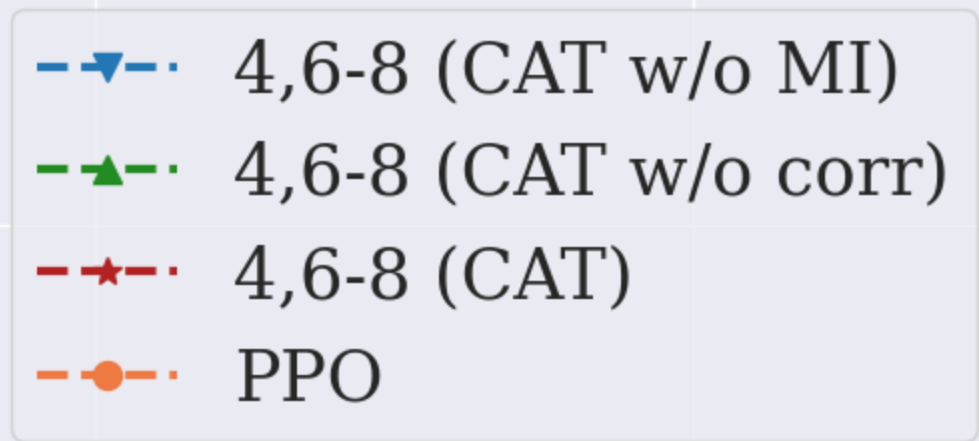 4,6-8 (CAT w/o MI)
4,6-8 (CAT w/o corr)
4,6-8 (CAT)
PPO